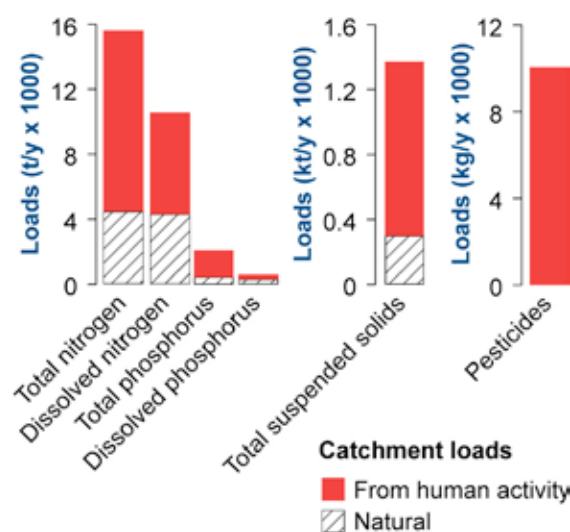 Loads (t/y x 1000)
16
12
8
4
0
Total nitrogen
Dissolved nitrogen
Total phosphorus
Dissolved phosphorus
Loads (kt/y x 1000)
1.6
1.2
0.8
0.4
0
Total suspended solids
Loads (kg/y x 1000)
12
8
4
0
Pesticides
Catchment loads
From human activity
Natural